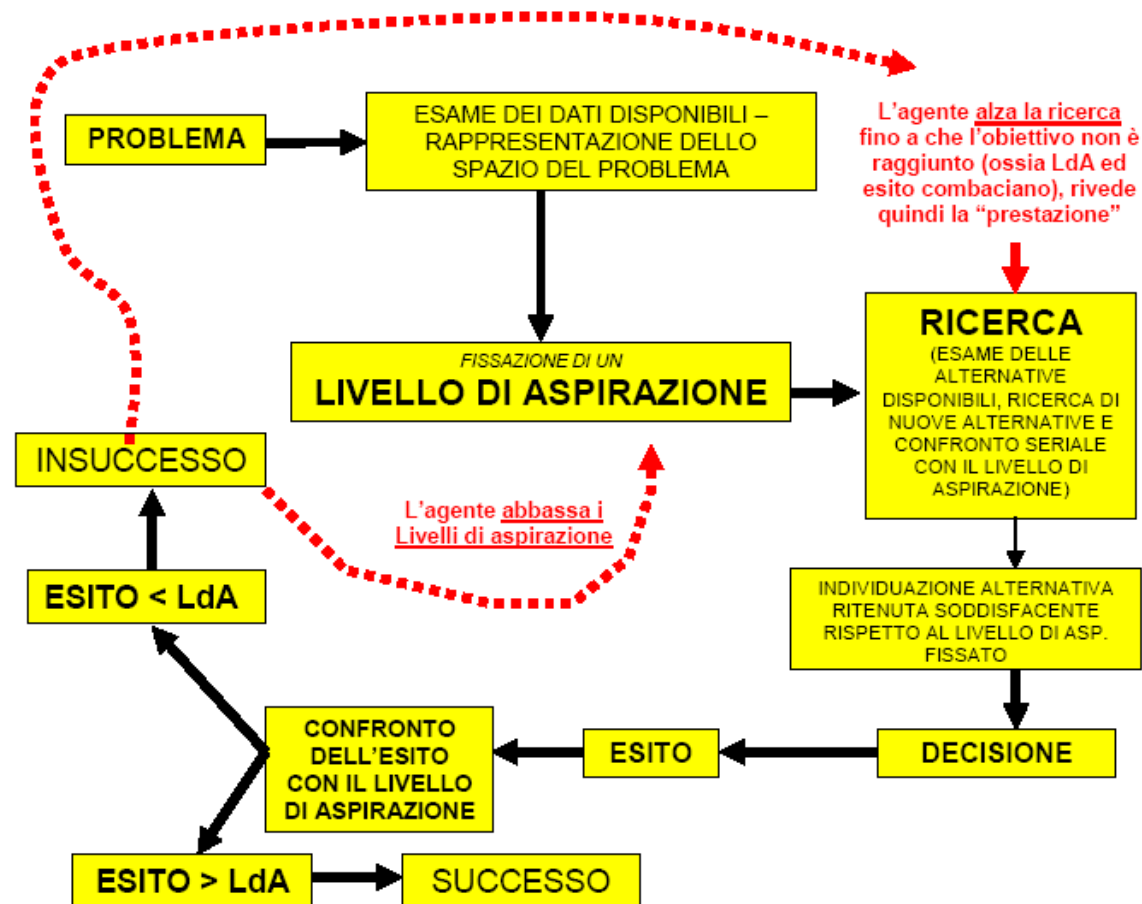 PROBLEMA
ESAME DEI DATI DISPONIBILI –
RAPPRESENTAZIONE DELLO
SPAZIO DEL PROBLEMA
L'agente alza la ricerca
fino a che l'obiettivo non è
raggiunto (ossia LdA ed
esito combaciano), rivede
quindi la "prestazione"
FISSAZIONE DI UN
LIVELLO DI ASPIRAZIONE
RICERCA
(ESAME DELLE
ALTERNATIVE
DISPONIBILI, RICERCA DI
NUOVE ALTERNATIVE E
CONFRONTO SERIALE
CON IL LIVELLO DI
ASPIRAZIONE)
INSUCCESSO
L'agente abbassa i
Livelli di aspirazione
ESITO < LdA
INDIVIDUAZIONE ALTERNATIVA
RITENUTA SODDISFACENTE
RISPETTO AL LIVELLO DI ASP.
FISSATO
CONFRONTO
DELL'ESITO
CON IL LIVELLO
DI ASPIRAZIONE
ESITO
DECISIONE
ESITO > LdA
SUCCESSO